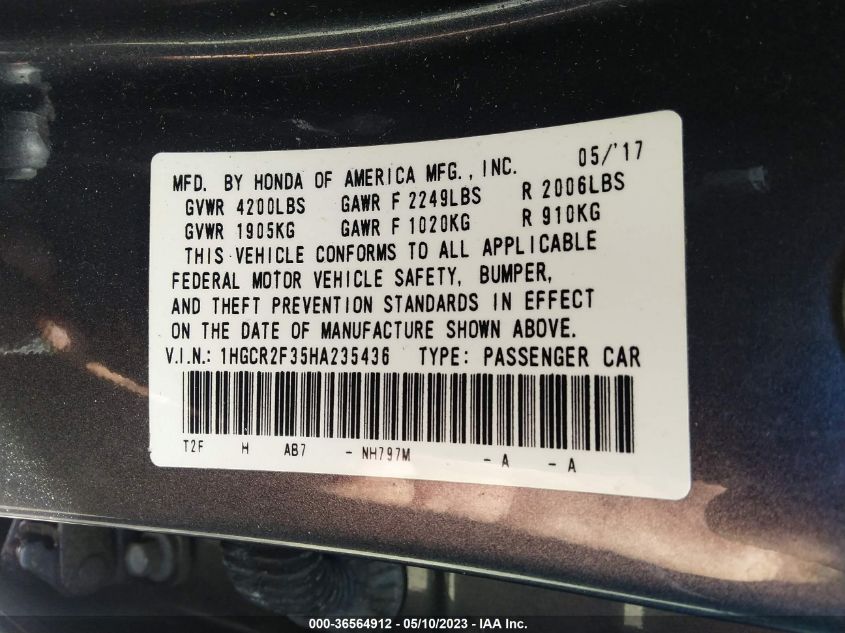 MFD. BY HONDA OF AMERICA MFG., INC. 05/'17
GVWR 4200LBS GAWR F 2249LBS R 2006LBS
GVWR 1905KG GAWR F 1020KG R 910KG
THIS VEHICLE CONFORMS TO ALL APPLICABLE
FEDERAL MOTOR VEHICLE SAFETY, BUMPER,
AND THEFT PREVENTION STANDARDS IN EFFECT
ON THE DATE OF MANUFACTURE SHOWN ABOVE.
V.I.N.: 1HGCR2F35HA235436 TYPE: PASSENGER CAR
T2F H AB7 - NH797M - A - A
000-36564912 - 05/10/2023 - IAA Inc.